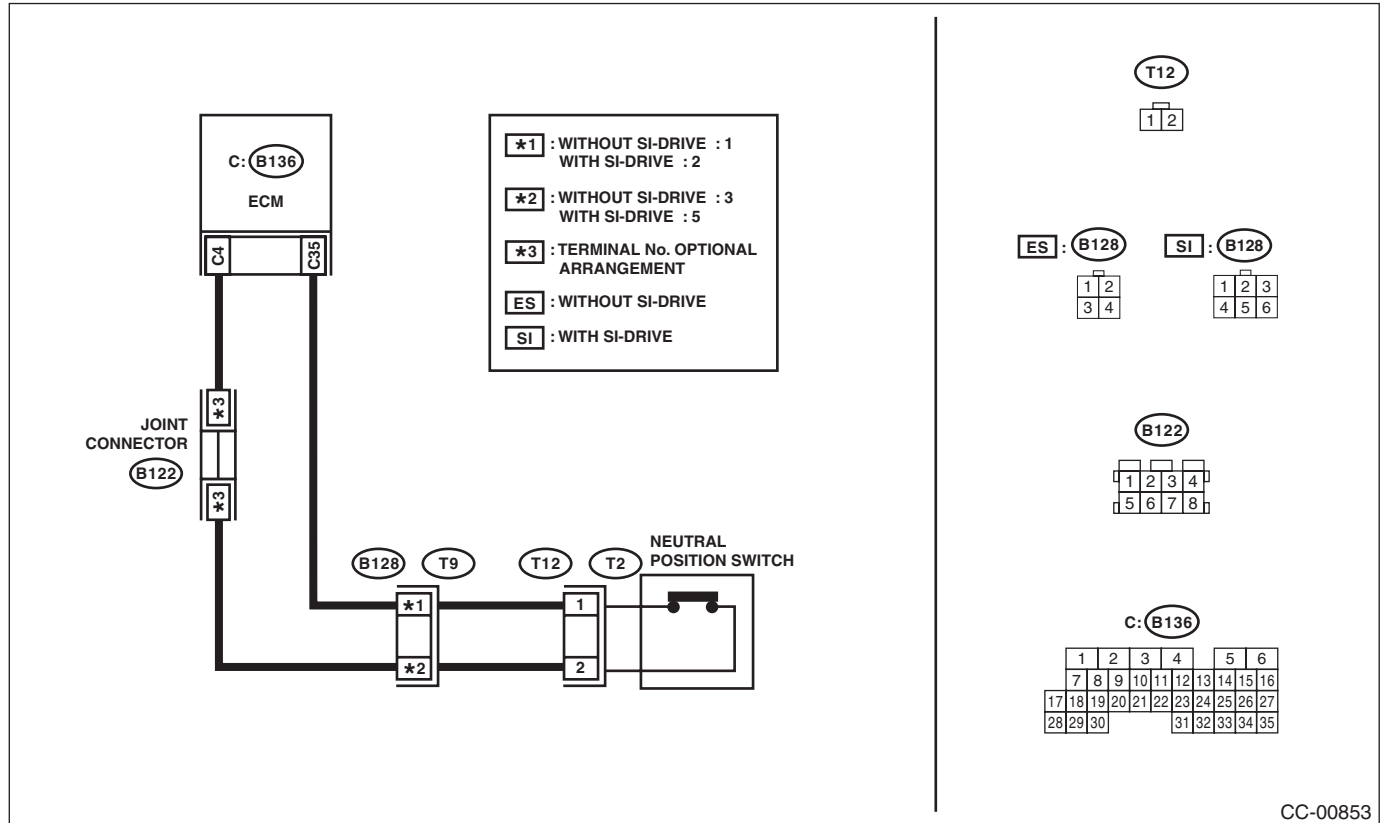 C: B136
ECM
C4
C35
*3
JOINT
CONNECTOR
B122
*3
*1 : WITHOUT SI-DRIVE : 1
WITH SI-DRIVE : 2
*2 : WITHOUT SI-DRIVE : 3
WITH SI-DRIVE : 5
*3 : TERMINAL No. OPTIONAL
ARRANGEMENT
ES : WITHOUT SI-DRIVE
SI : WITH SI-DRIVE
B128 T9 T12 T2
NEUTRAL
POSITION SWITCH
*1 1
*2 2
T12
1 2
ES : B128
1 2
3 4
SI : B128
1 2 3
4 5 6
B122
1 2 3 4
5 6 7 8
C: B136
1 2 3 4 5 6
7 8 9 10 11 12 13 14 15 16
17 18 19 20 21 22 23 24 25 26 27
28 29 30 31 32 33 34 35
CC-00853